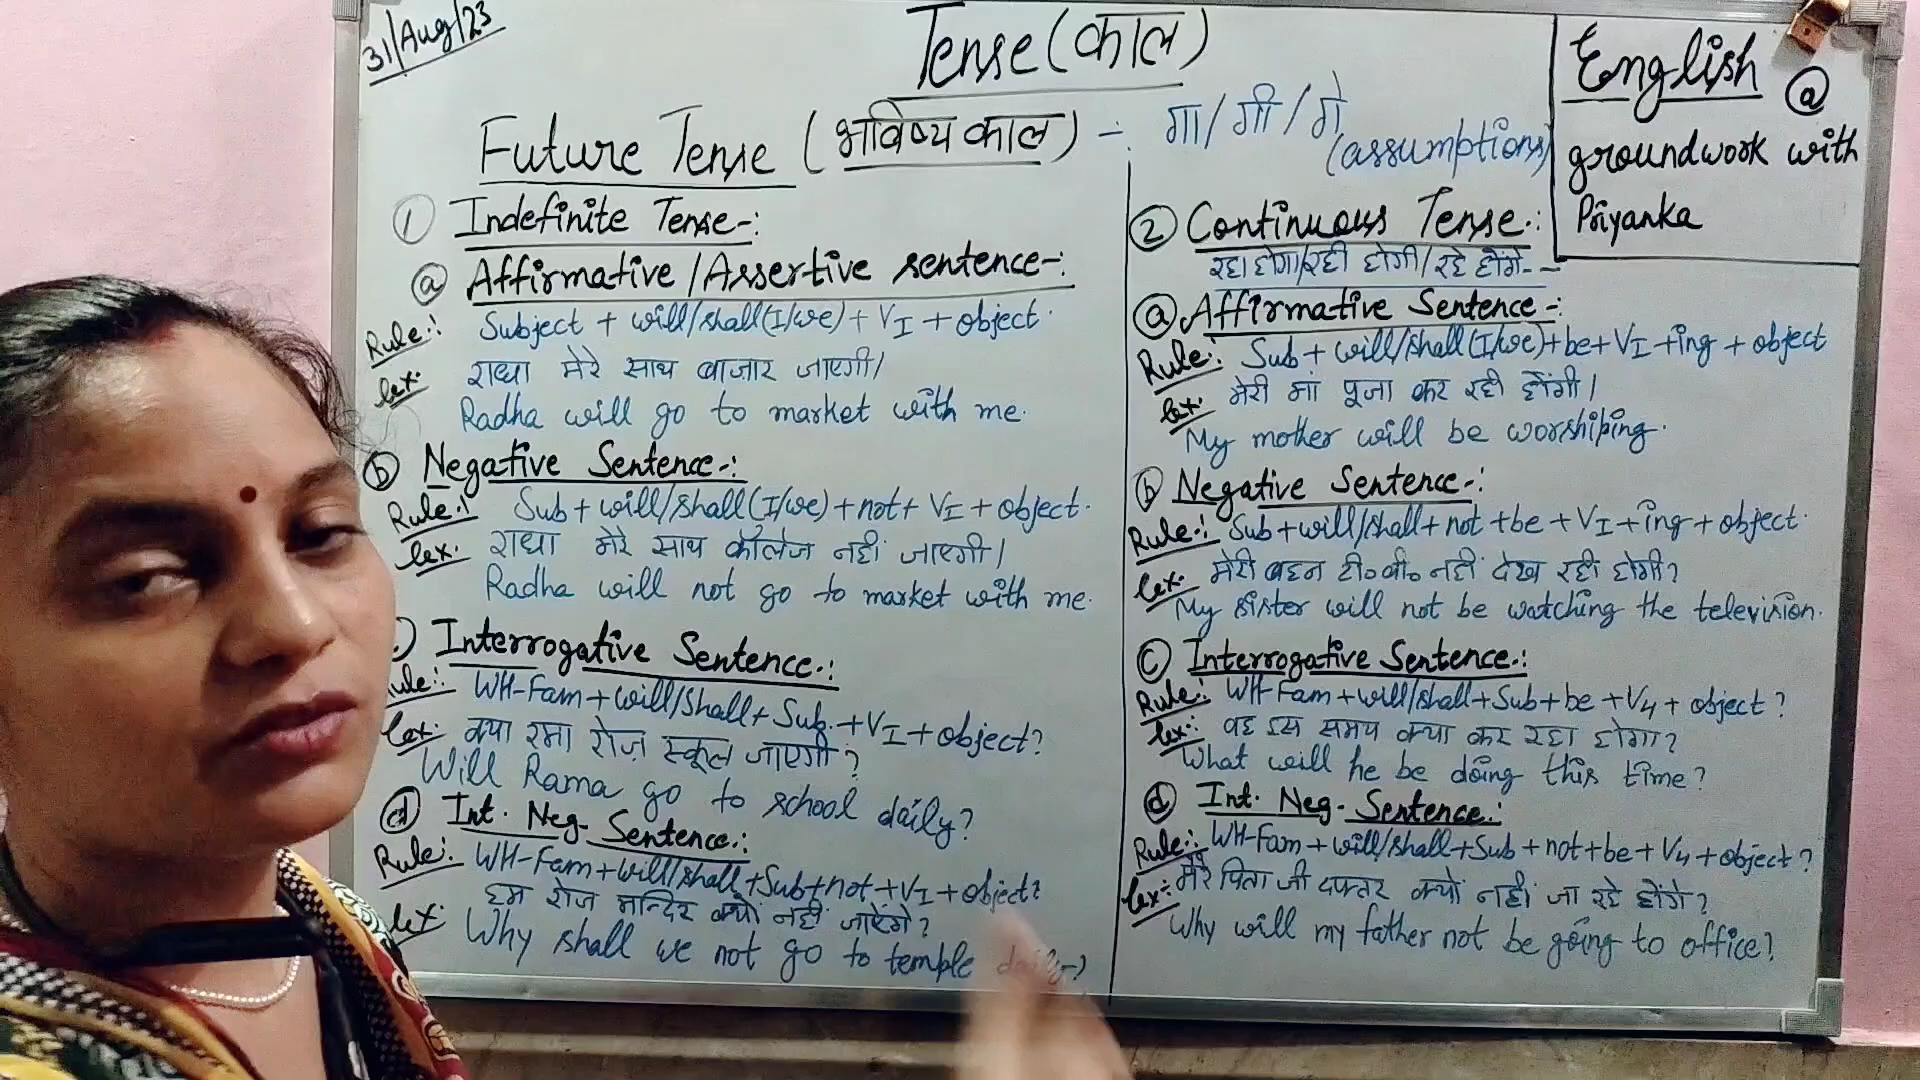 31/Aug/23
Tense (काल)
English @
groundwork with
Priyanka
Future Tense (भविष्य काल) - गा/गी/गे
(assumptions)
① Indefinite Tense-:
ⓐ Affirmative/Assertive sentence-:
Rule:- Subject + will/shall(I/we) + VI + object.
ex. राधा मेरे साथ बाजार जाएगी।
Radha will go to market with me.
ⓑ Negative Sentence-:
Rule:- Sub + will/shall(I/we) + not + VI + object.
ex. राधा मेरे साथ कॉलेज नहीं जाएगी।
Radha will not go to market with me.
) Interrogative Sentence-:
Rule:- WH-Fam + will/Shall + Sub. + VI + object?
ex. क्या रमा रोज़ स्कूल जाएगी?
Will Rama go to school daily?
ⓓ Int. Neg. Sentence-:
Rule:- WH-Fam + will/shall + Sub + not + VI + object?
ex. हम रोज मन्दिर क्यों नहीं जाऐंगे?
Why shall we not go to temple daily?
② Continuous Tense-:
रहा होगा/रही होगी/रहे होंगे--
ⓐ Affirmative Sentence-:
Rule:- Sub + will/shall(I/we) + be + VI + ing + object
ex. मेरी मां पूजा कर रही होंगी।
My mother will be worshiping.
ⓑ Negative Sentence-:
Rule:- Sub + will/shall + not + be + VI + ing + object.
ex. मेरी बहन टी०वी० नहीं देख रही होगी?
My sister will not be watching the television.
ⓒ Interrogative Sentence-:
Rule:- WH-Fam + will/shall + Sub + be + V4 + object?
ex:- वह इस समय क्या कर रहा होगा?
What will he be doing this time?
ⓓ Int. Neg. Sentence:
Rule:- WH-Fam + will/shall + Sub + not + be + V4 + object?
ex:- मेरे पिता जी दफ्तर क्यों नहीं जा रहे होंगे?
Why will my father not be going to office?